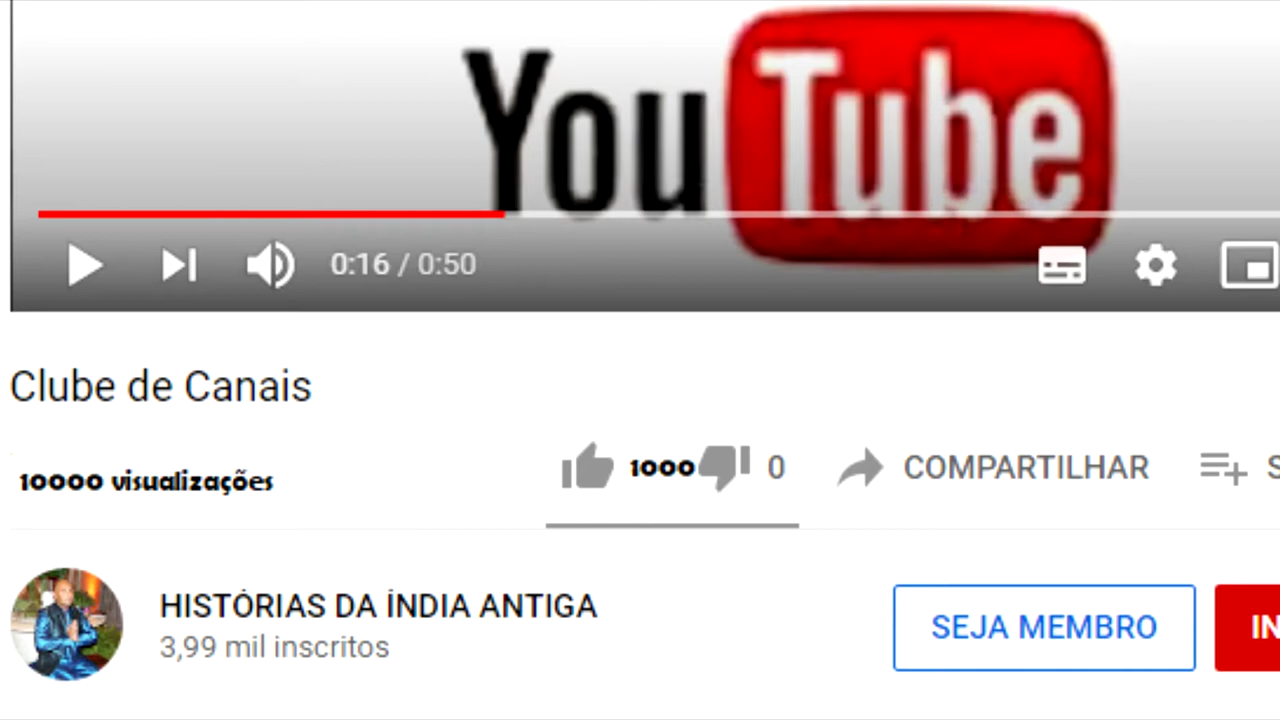 YouTube
0:16 / 0:50
Clube de Canais
10000 visualizações
1000 0 COMPARTILHAR S
HISTÓRIAS DA ÍNDIA ANTIGA
3,99 mil inscritos
SEJA MEMBRO
IN